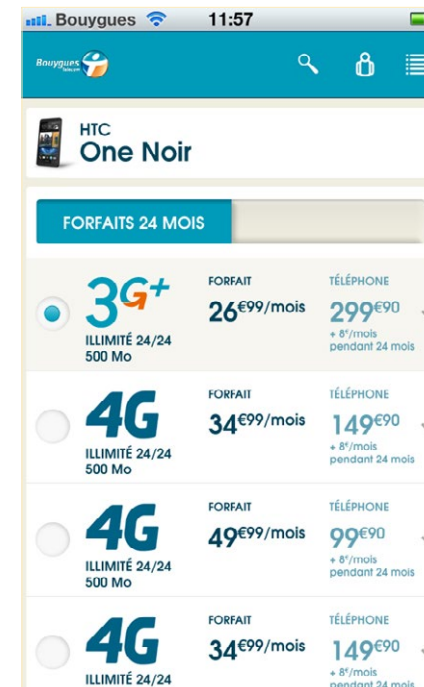 Bouygues 11:57
Bouygues
Telecom
HTC
One Noir
FORFAITS 24 MOIS
3G+
ILLIMITÉ 24/24
500 Mo
FORFAIT
26€99/mois
TÉLÉPHONE
299€90
+ 8€/mois
pendant 24 mois
4G
ILLIMITÉ 24/24
500 Mo
FORFAIT
34€99/mois
TÉLÉPHONE
149€90
+ 8€/mois
pendant 24 mois
4G
ILLIMITÉ 24/24
500 Mo
FORFAIT
49€99/mois
TÉLÉPHONE
99€90
+ 8€/mois
pendant 24 mois
4G
ILLIMITÉ 24/24
FORFAIT
34€99/mois
TÉLÉPHONE
149€90
+ 8€/mois
pendant 24 mois